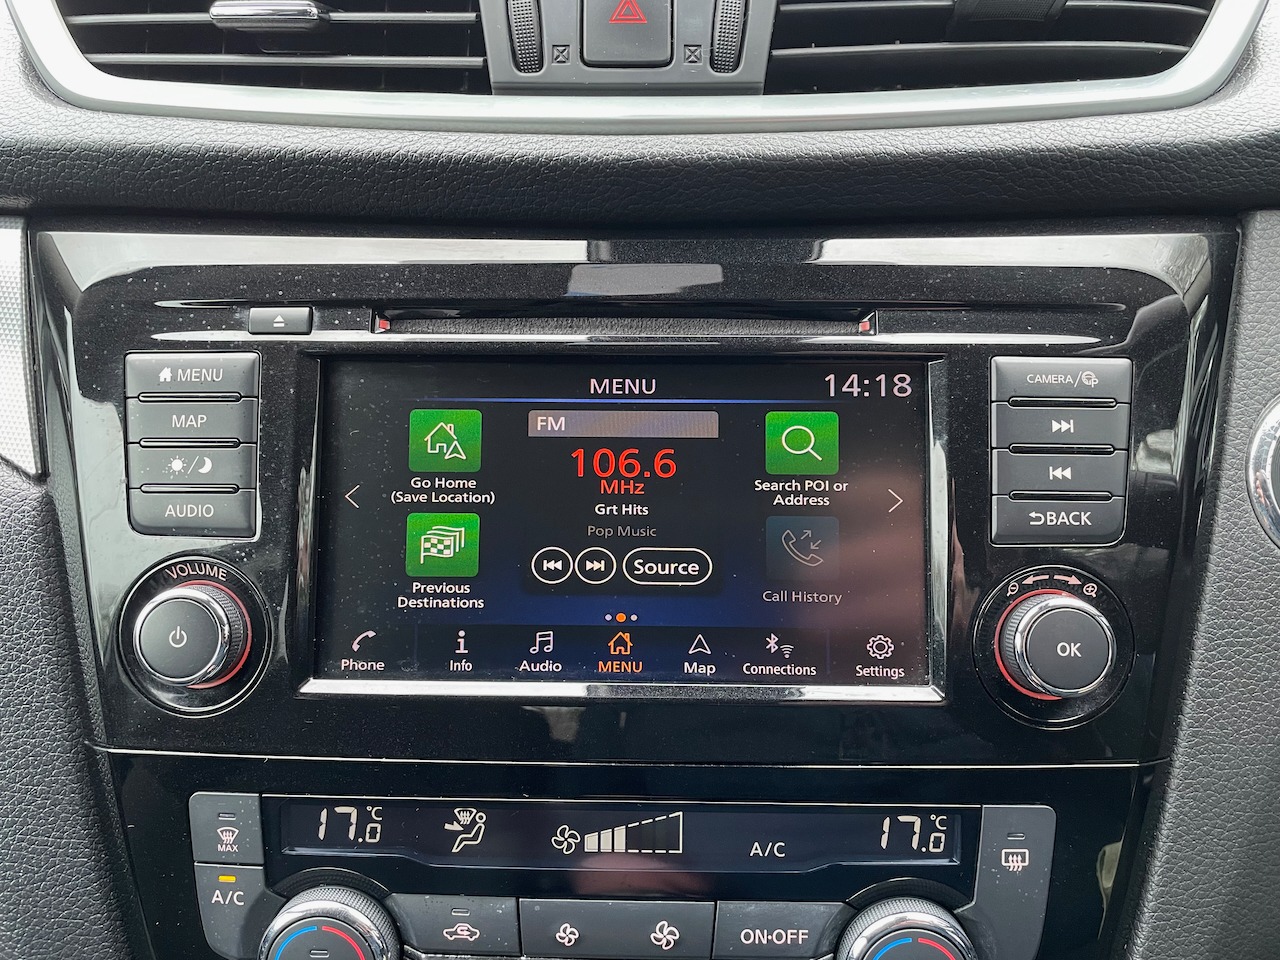 MENU
MAP
AUDIO
VOLUME
MENU
14:18
FM
106.6
MHz
Grt Hits
Pop Music
Source
Go Home
(Save Location)
Previous
Destinations
Search POI or
Address
Call History
Phone
Info
Audio
MENU
Map
Connections
Settings
CAMERA/
BACK
OK
MAX
A/C
17.0°C
A/C
17.0°C
ON·OFF